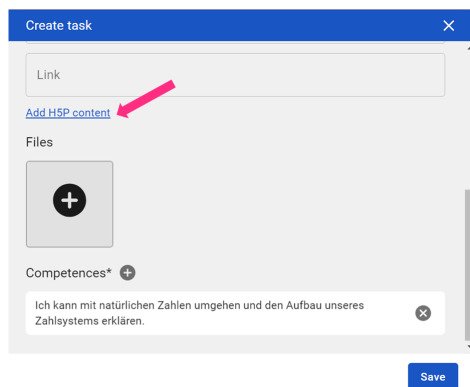 Create task
Link
Add H5P content
Files
Competences*
Ich kann mit natürlichen Zahlen umgehen und den Aufbau unseres
Zahlsystems erklären.
Save